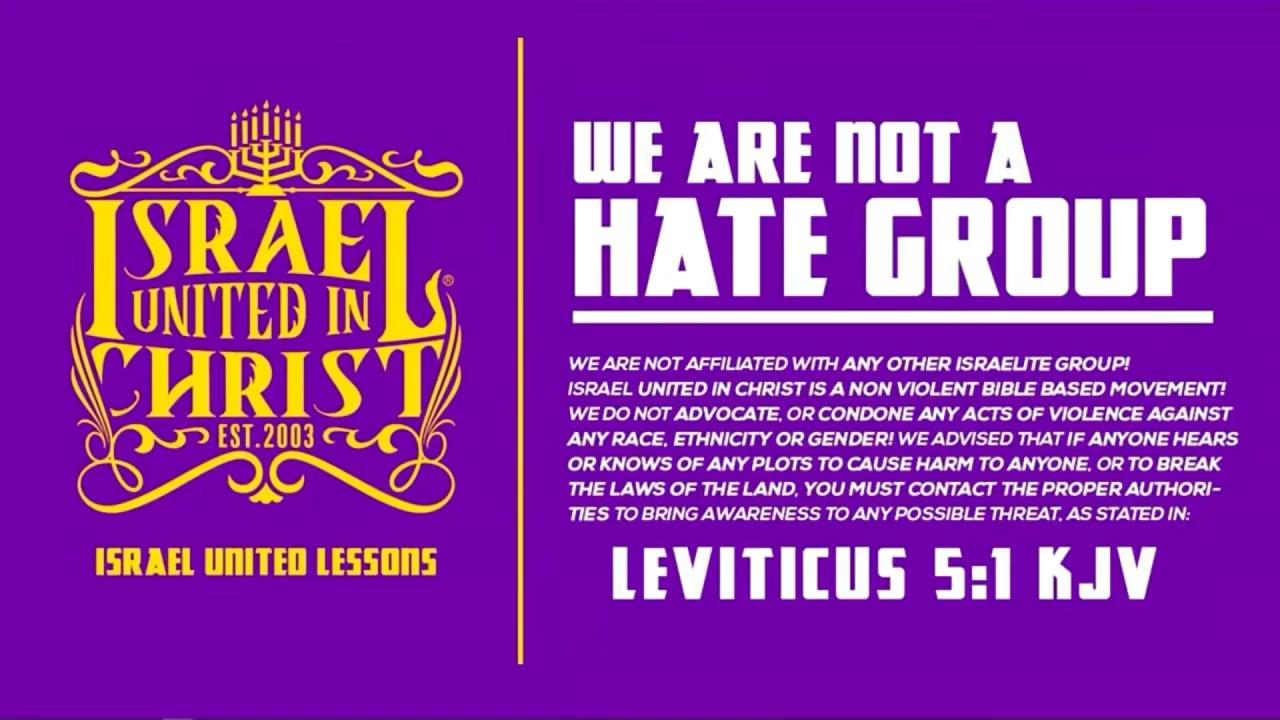 ISRAEL
UNITED IN
CHRIST
®
EST.2003
ISRAEL UNITED LESSONS
WE ARE NOT A
HATE GROUP
WE ARE NOT AFFILIATED WITH ANY OTHER ISRAELITE GROUP!
ISRAEL UNITED IN CHRIST IS A NON VIOLENT BIBLE BASED MOVEMENT!
WE DO NOT ADVOCATE, OR CONDONE ANY ACTS OF VIOLENCE AGAINST
ANY RACE, ETHNICITY OR GENDER! WE ADVISED THAT IF ANYONE HEARS
OR KNOWS OF ANY PLOTS TO CAUSE HARM TO ANYONE, OR TO BREAK
THE LAWS OF THE LAND, YOU MUST CONTACT THE PROPER AUTHORI-
TIES TO BRING AWARENESS TO ANY POSSIBLE THREAT, AS STATED IN:
LEVITICUS 5:1 KJV